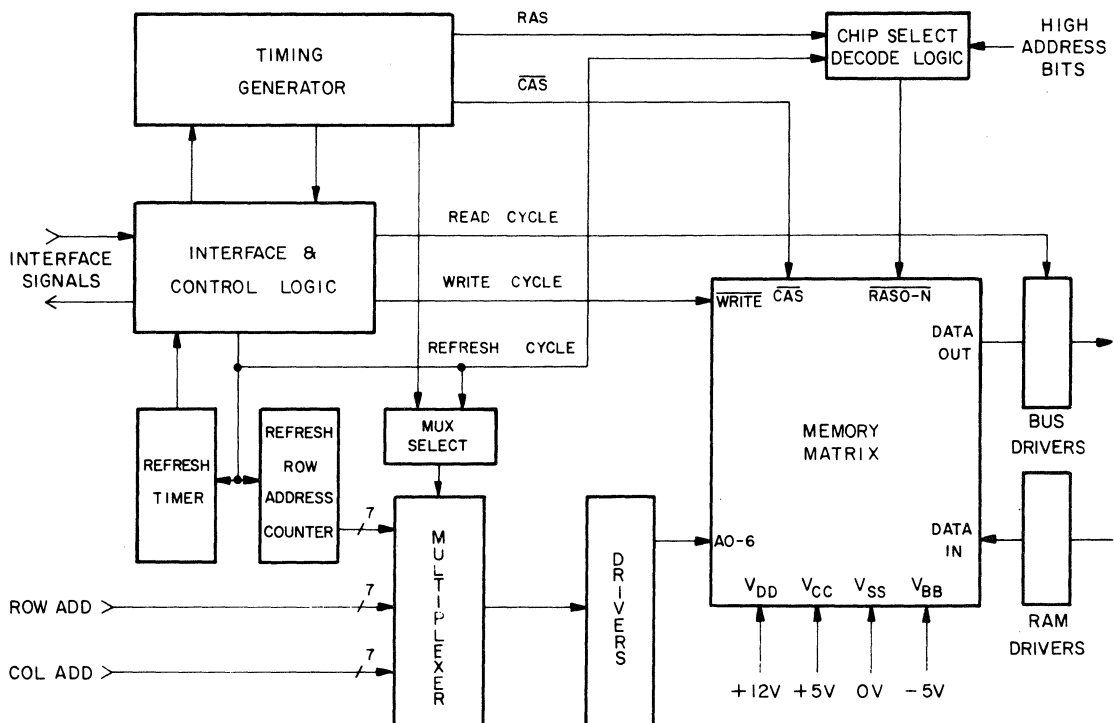 RAS
TIMING
GENERATOR
CAS
CHIP SELECT
DECODE LOGIC
HIGH
ADDRESS
BITS
INTERFACE
SIGNALS
INTERFACE &
CONTROL LOGIC
READ CYCLE
WRITE CYCLE
REFRESH CYCLE
WRITE
CAS
RASO-N
DATA
OUT
BUS
DRIVERS
REFRESH
TIMER
REFRESH
ROW
ADDRESS
COUNTER
MUX
SELECT
MEMORY
MATRIX
7
MULTIPLEXER
DRIVERS
AO-6
DATA
IN
RAM
DRIVERS
ROW ADD
7
COL ADD
7
VDD VCC VSS VBB
+12V +5V 0V -5V